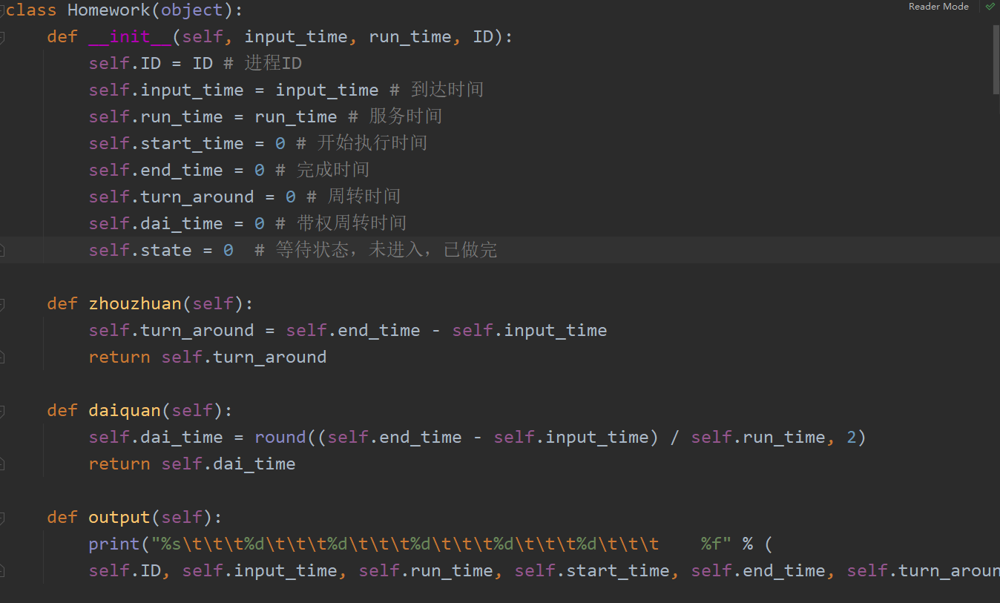 Reader Mode
class Homework(object):
    def __init__(self, input_time, run_time, ID):
        self.ID = ID # 进程ID
        self.input_time = input_time # 到达时间
        self.run_time = run_time # 服务时间
        self.start_time = 0 # 开始执行时间
        self.end_time = 0 # 完成时间
        self.turn_around = 0 # 周转时间
        self.dai_time = 0 # 带权周转时间
        self.state = 0  # 等待状态，未进入，已做完
    def zhouzhuan(self):
        self.turn_around = self.end_time - self.input_time
        return self.turn_around
    def daiquan(self):
        self.dai_time = round((self.end_time - self.input_time) / self.run_time, 2)
        return self.dai_time
    def output(self):
        print("%s\t\t\t%d\t\t\t%d\t\t\t%d\t\t\t%d\t\t\t%d\t\t\t    %f" % (
        self.ID, self.input_time, self.run_time, self.start_time, self.end_time, self.turn_aroun